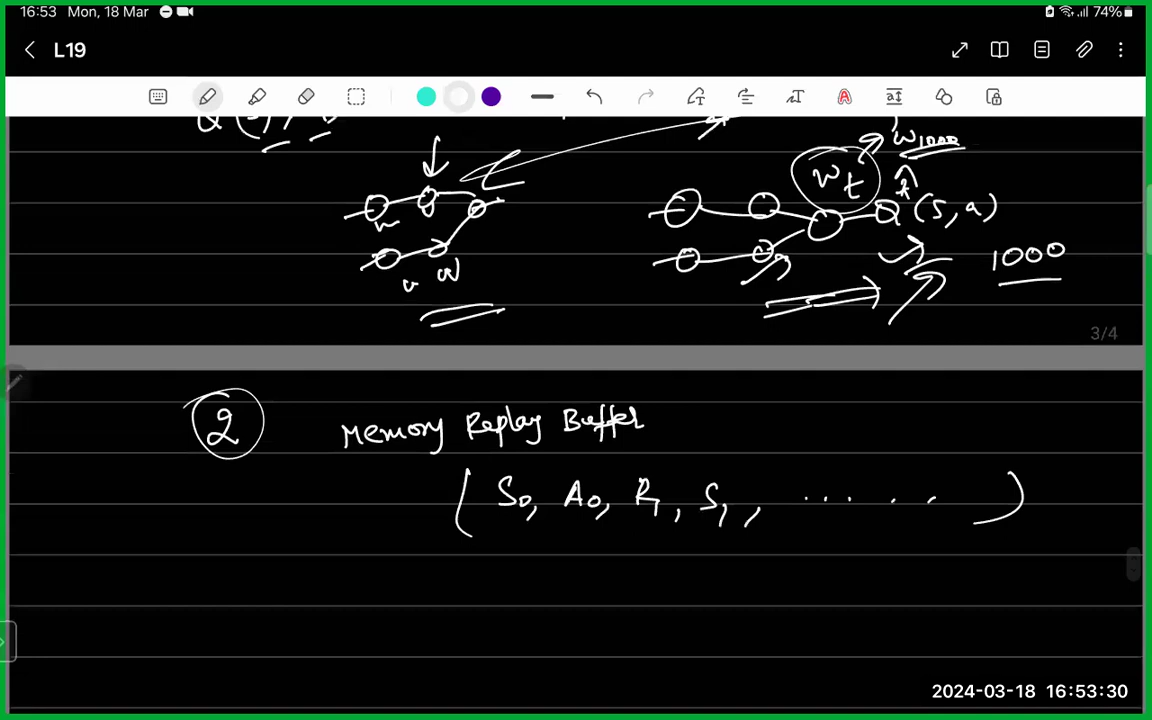 16:53 Mon, 18 Mar 74%
L19
w1000
wt
Q(S, a)
w
1000
3/4
2 Memory Replay Buffer
(S0, A0, R1, S1, ........)
2024-03-18 16:53:30